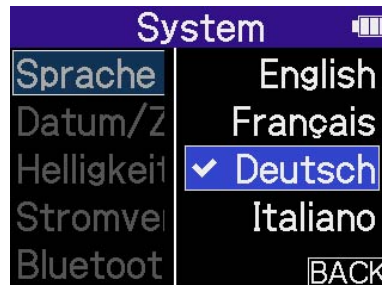 System
Sprache
Datum/Z
Helligkeit
Stromver
Bluetoot
English
Français
Deutsch
Italiano
BACK